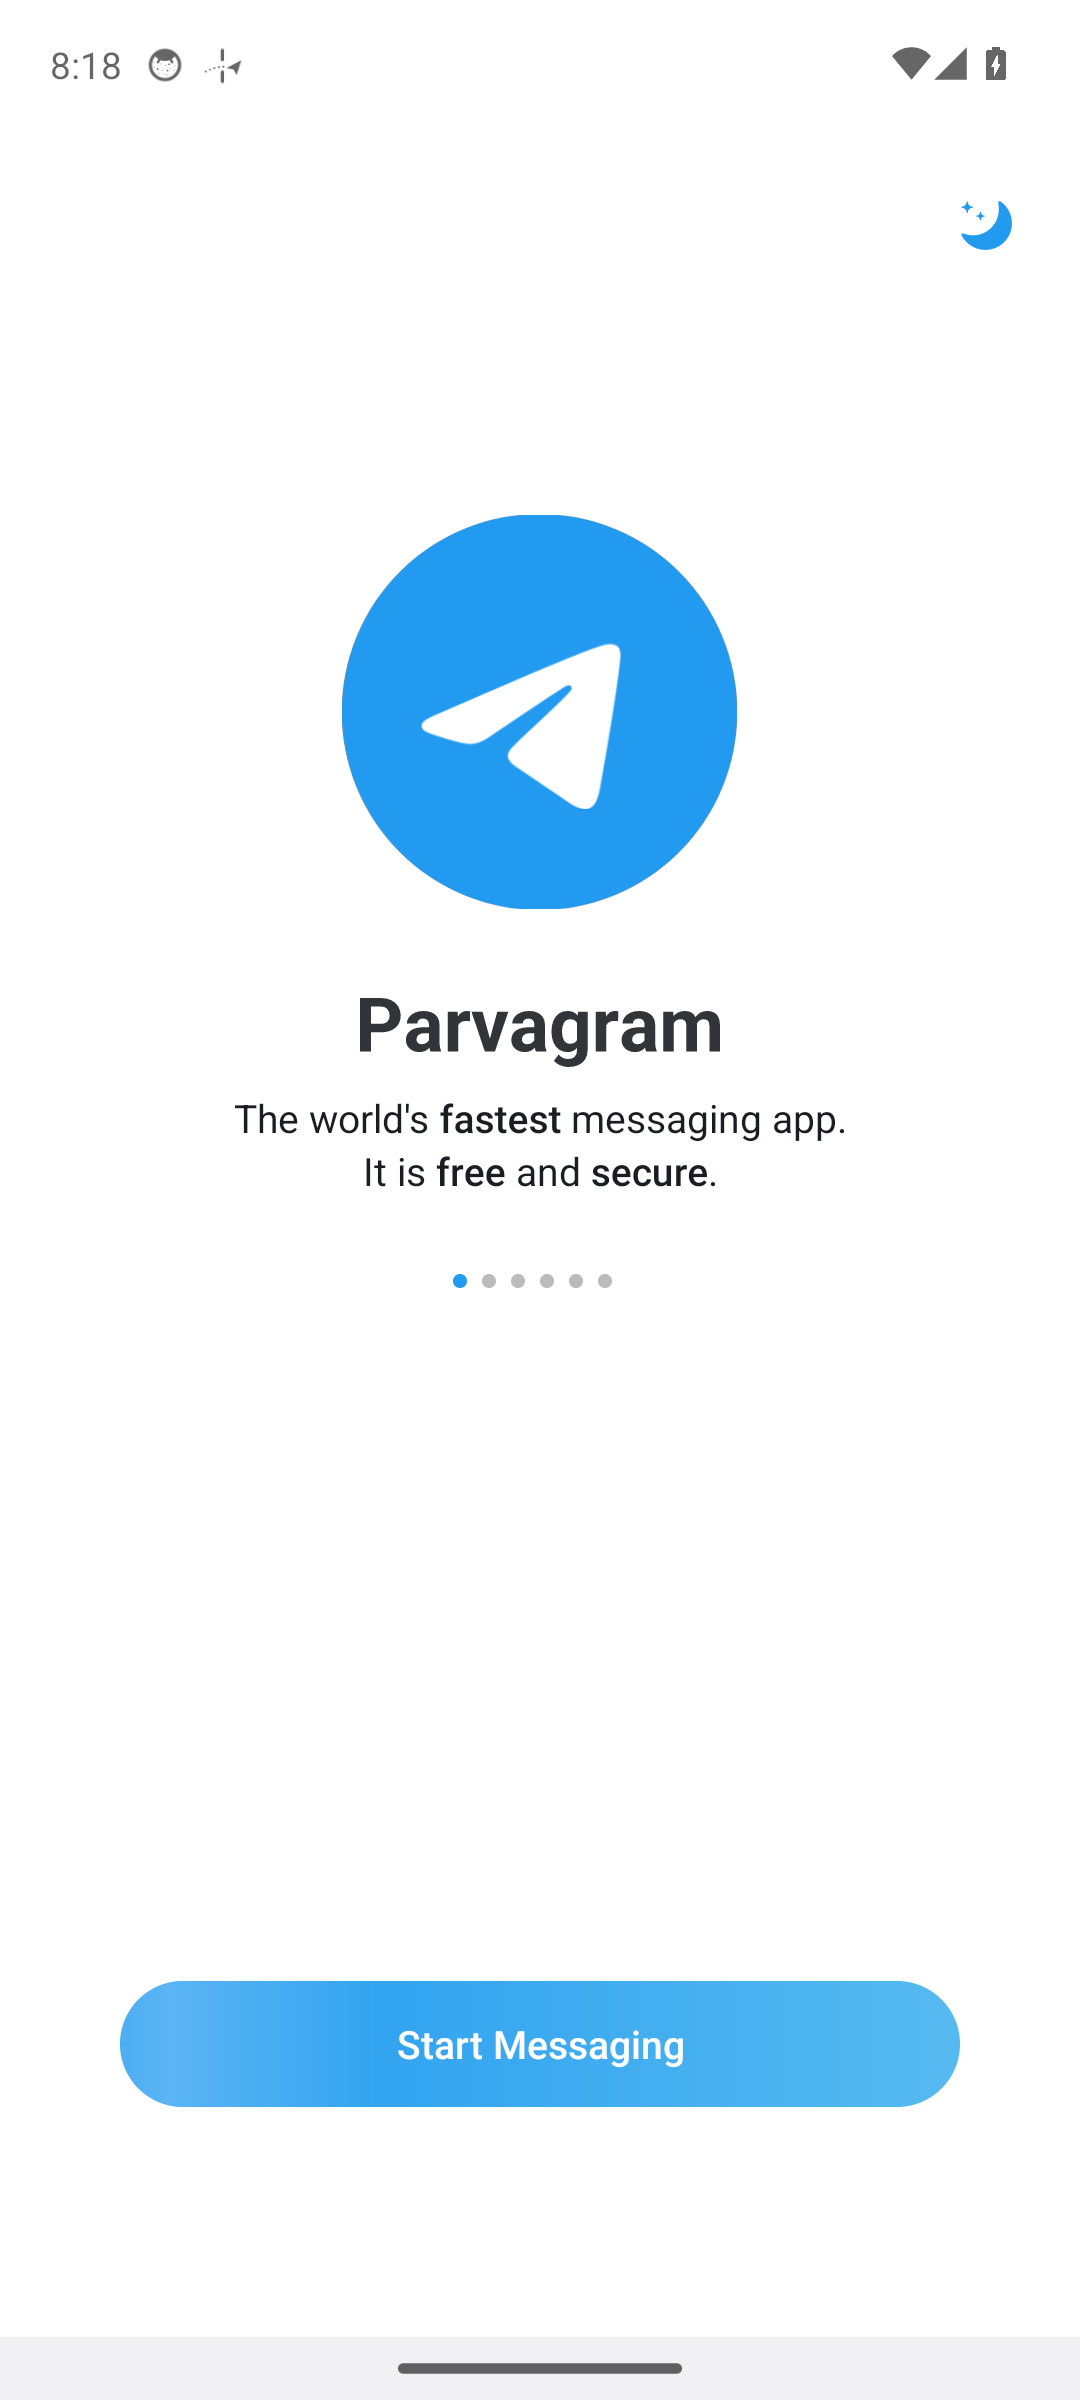 8:18
Parvagram
The world's fastest messaging app.
It is free and secure.
Start Messaging